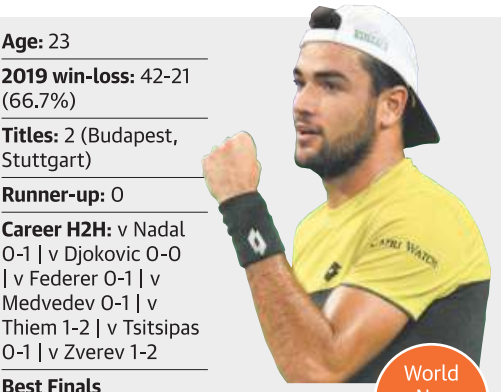 Age: 23
2019 win-loss: 42-21
(66.7%)
Titles: 2 (Budapest,
Stuttgart)
Runner-up: 0
Career H2H: v Nadal
0-1 | v Djokovic 0-0
| v Federer 0-1 | v
Medvedev 0-1 | v
Thiem 1-2 | v Tsitsipas
0-1 | v Zverev 1-2
Best Finals
CAPRI WATCH
World